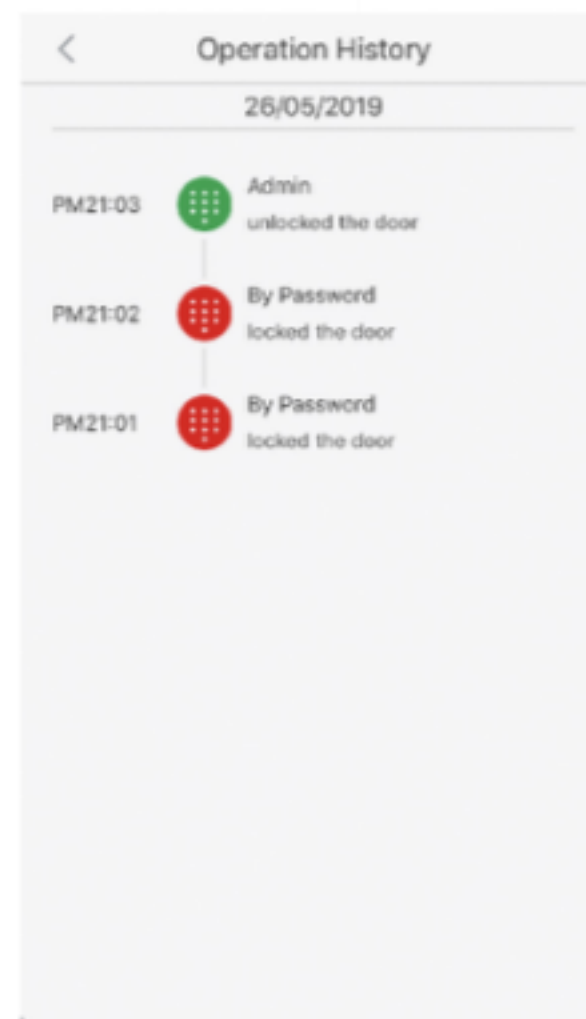 Operation History
26/05/2019
PM21:03
Admin
unlocked the door
PM21:02
By Password
locked the door
PM21:01
By Password
locked the door